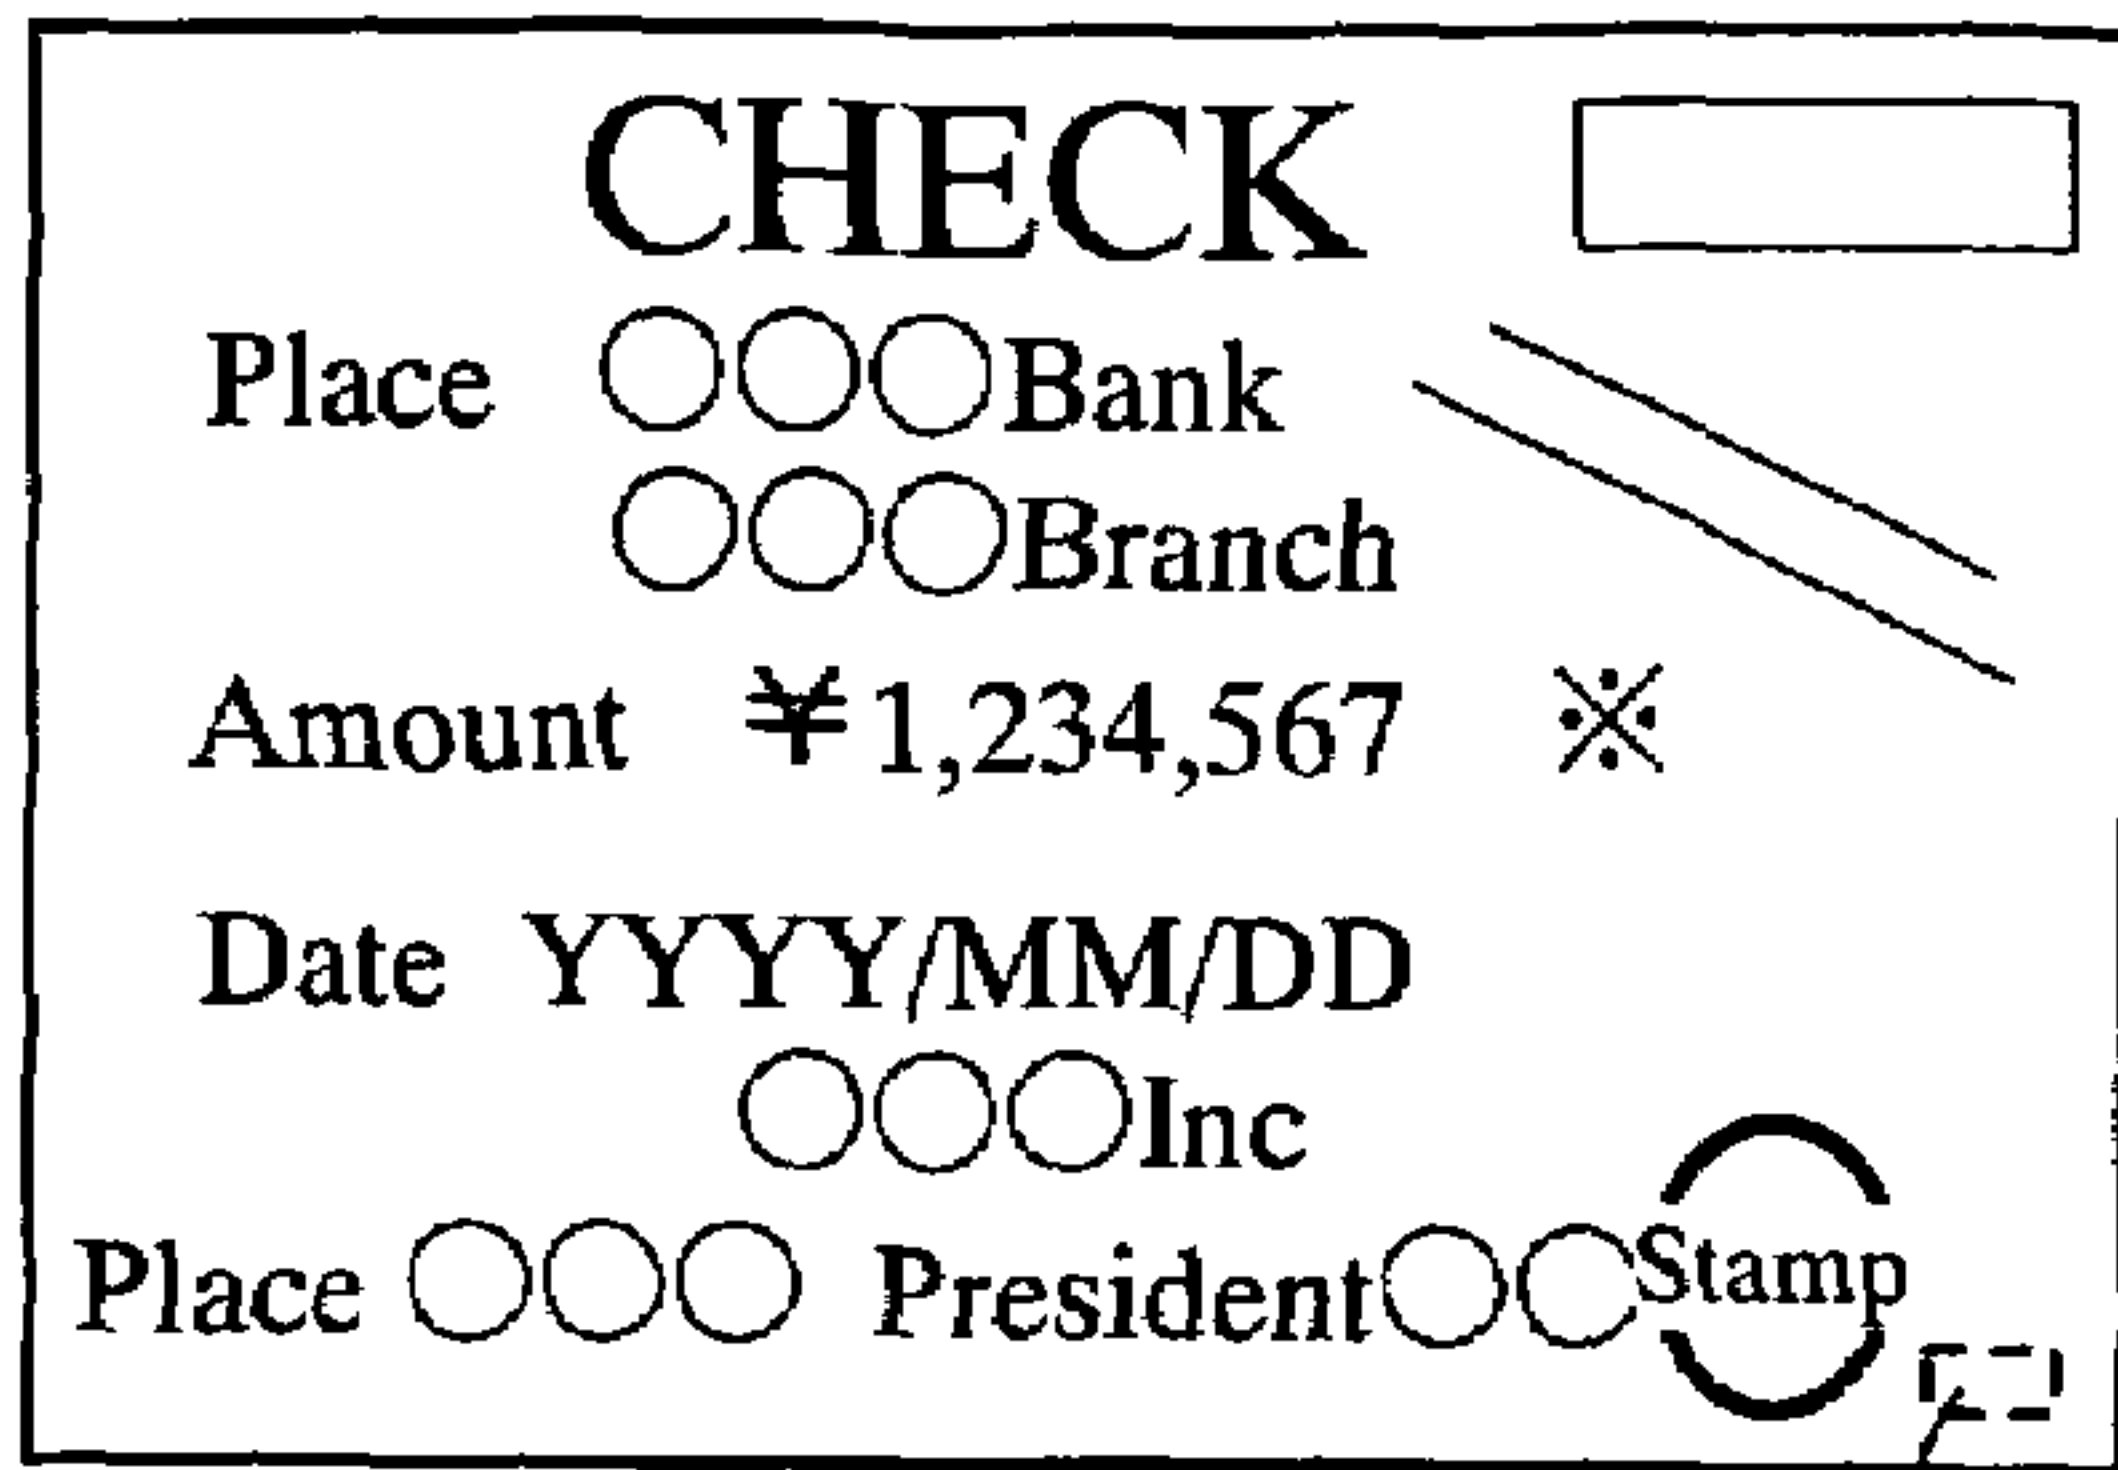 CHECK
Place ○○○Bank
○○○Branch
Amount ¥1,234,567 ※
Date YYYY/MM/DD
○○○Inc
Place ○○○ President○○ Stamp